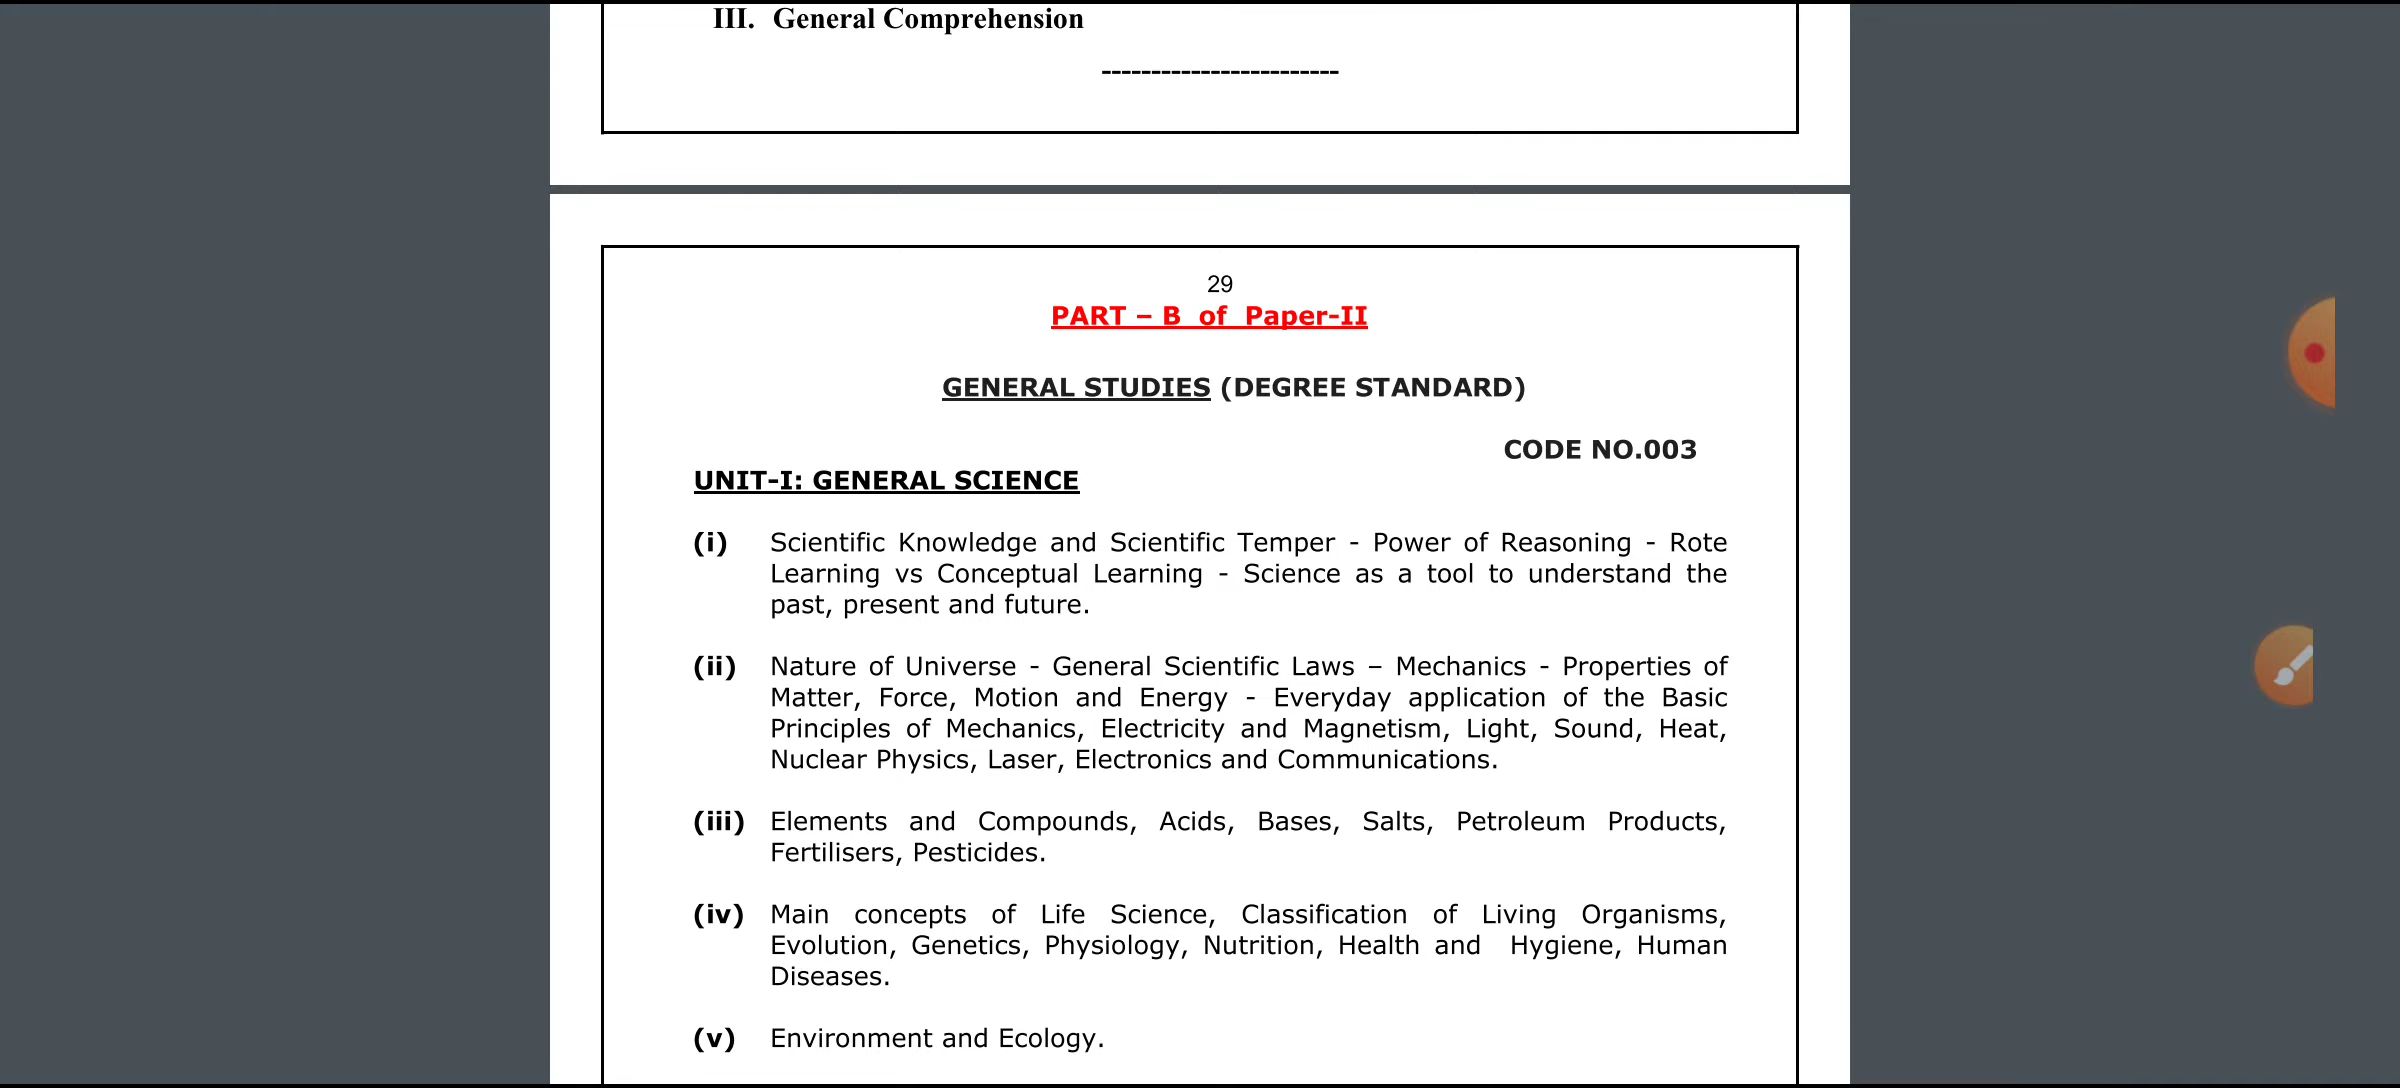 III. General Comprehension
------------------------
29
PART – B of Paper-II
GENERAL STUDIES (DEGREE STANDARD)
CODE NO.003
UNIT-I: GENERAL SCIENCE
(i) Scientific Knowledge and Scientific Temper - Power of Reasoning - Rote
Learning vs Conceptual Learning - Science as a tool to understand the
past, present and future.
(ii) Nature of Universe - General Scientific Laws – Mechanics - Properties of
Matter, Force, Motion and Energy - Everyday application of the Basic
Principles of Mechanics, Electricity and Magnetism, Light, Sound, Heat,
Nuclear Physics, Laser, Electronics and Communications.
(iii) Elements and Compounds, Acids, Bases, Salts, Petroleum Products,
Fertilisers, Pesticides.
(iv) Main concepts of Life Science, Classification of Living Organisms,
Evolution, Genetics, Physiology, Nutrition, Health and Hygiene, Human
Diseases.
(v) Environment and Ecology.